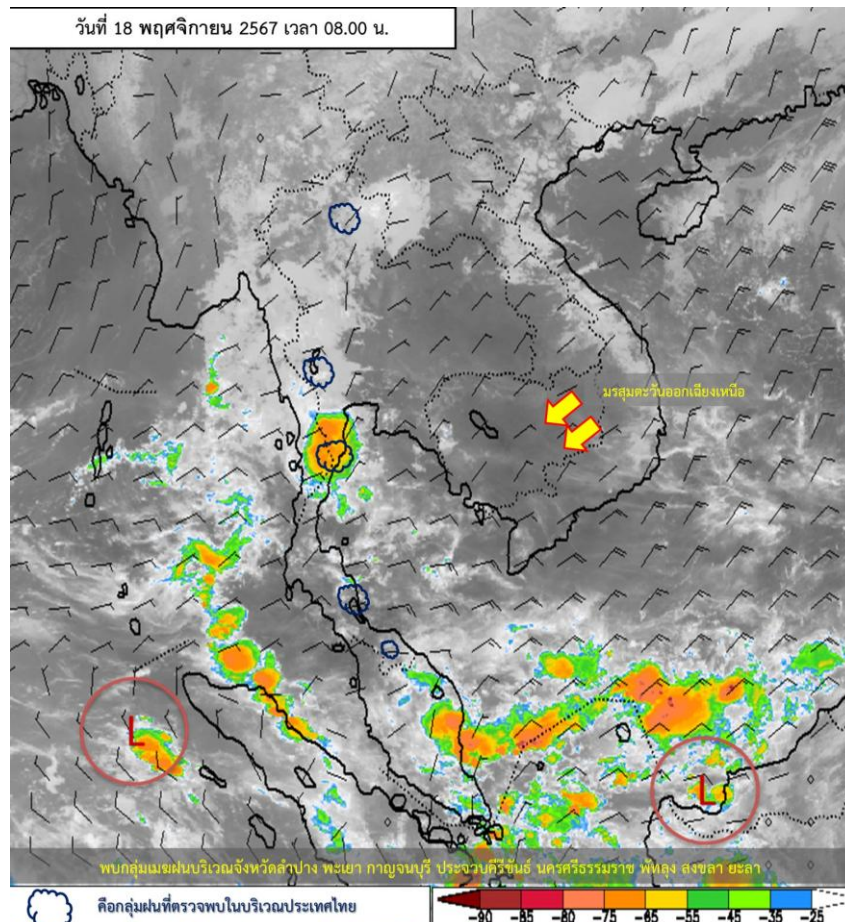 วันที่ 18 พฤศจิกายน 2567 เวลา 08.00 น.
มรสุมตะวันออกเฉียงเหนือ
L
L
พบกลุ่มเมฆฝนบริเวณจังหวัดลำปาง พะเยา กาญจนบุรี ประจวบคีรีขันธ์ นครศรีธรรมราช พัทลุง สงขลา ยะลา
คือกลุ่มฝนที่ตรวจพบในบริเวณประเทศไทย
-90 -85 -80 -75 -65 -55 -45 -35 -25